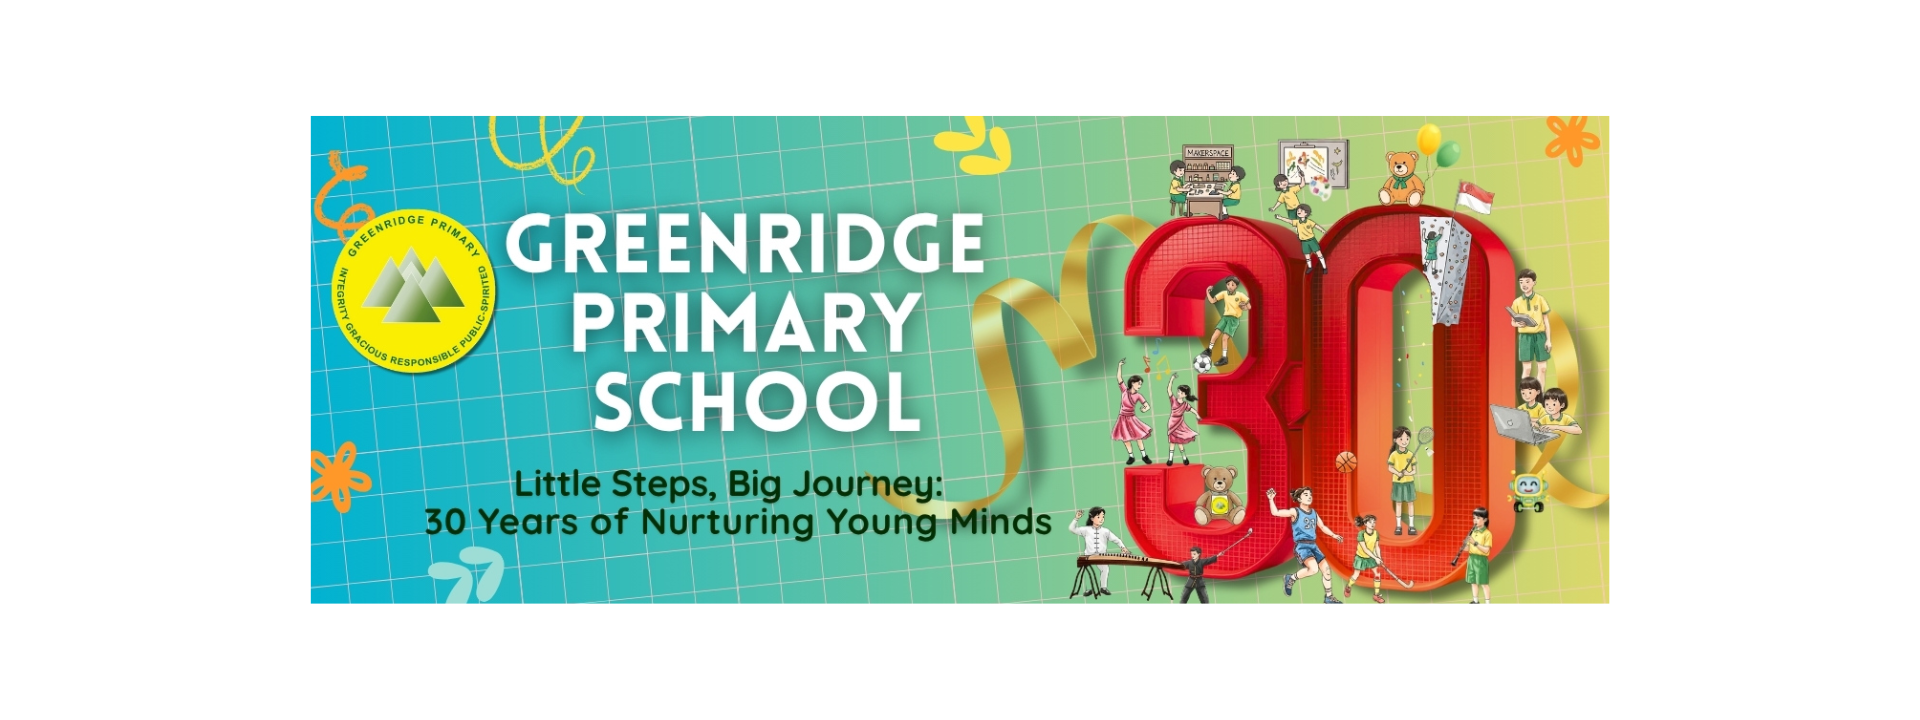 GREENRIDGE PRIMARY
INTEGRITY GRACIOUS RESPONSIBLE PUBLIC-SPIRITED
GREENRIDGE
PRIMARY
SCHOOL
Little Steps, Big Journey:
30 Years of Nurturing Young Minds
MAKERSPACE
30